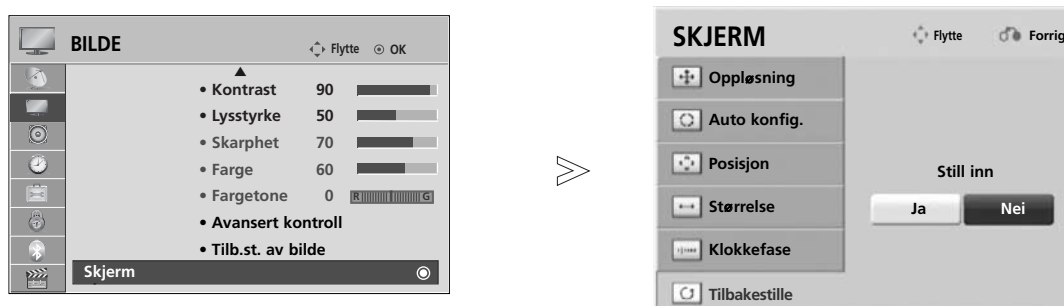 BILDE
Flytte OK
• Kontrast 90
• Lysstyrke 50
• Skarphet 70
• Farge 60
• Fargetone 0 R G
• Avansert kontroll
• Tilb.st. av bilde
Skjerm
SKJERM
Flytte Forrig
Oppløsning
Auto konfig.
Posisjon
Størrelse
Klokkefase
Tilbakestille
Still inn
Ja Nei